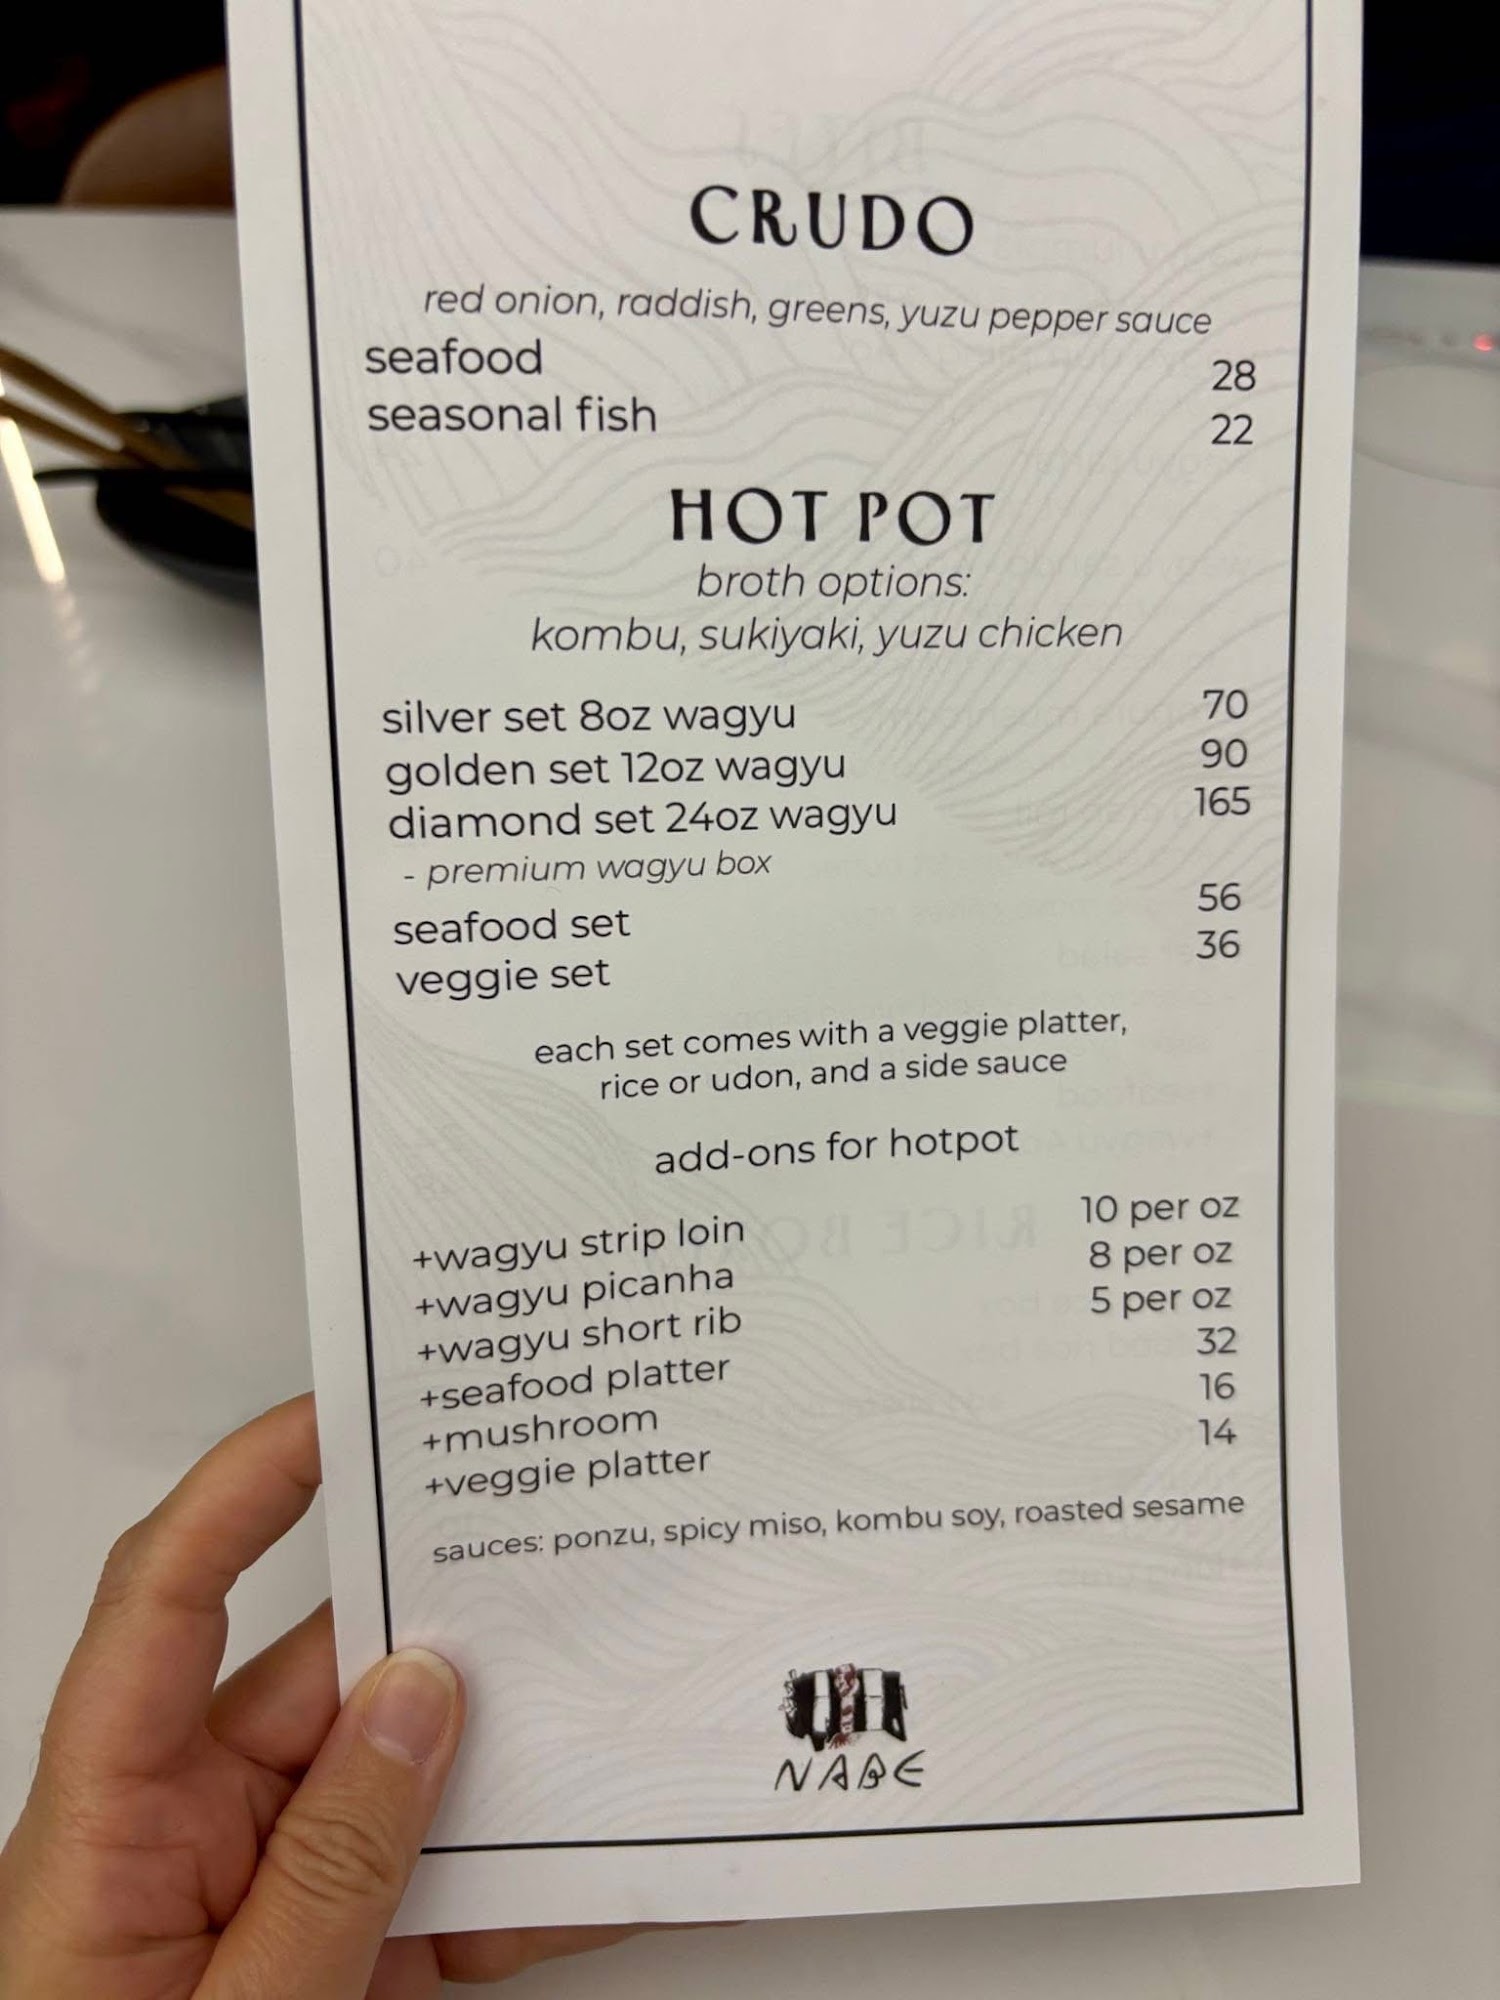 CRUDO
red onion, raddish, greens, yuzu pepper sauce
seafood 28
seasonal fish 22
HOT POT
broth options:
kombu, sukiyaki, yuzu chicken
silver set 8oz wagyu 70
golden set 12oz wagyu 90
diamond set 24oz wagyu 165
- premium wagyu box
seafood set 56
veggie set 36
each set comes with a veggie platter,
rice or udon, and a side sauce
add-ons for hotpot
+wagyu strip loin 10 per oz
+wagyu picanha 8 per oz
+wagyu short rib 5 per oz
+seafood platter 32
+mushroom 16
+veggie platter 14
sauces: ponzu, spicy miso, kombu soy, roasted sesame
NABE